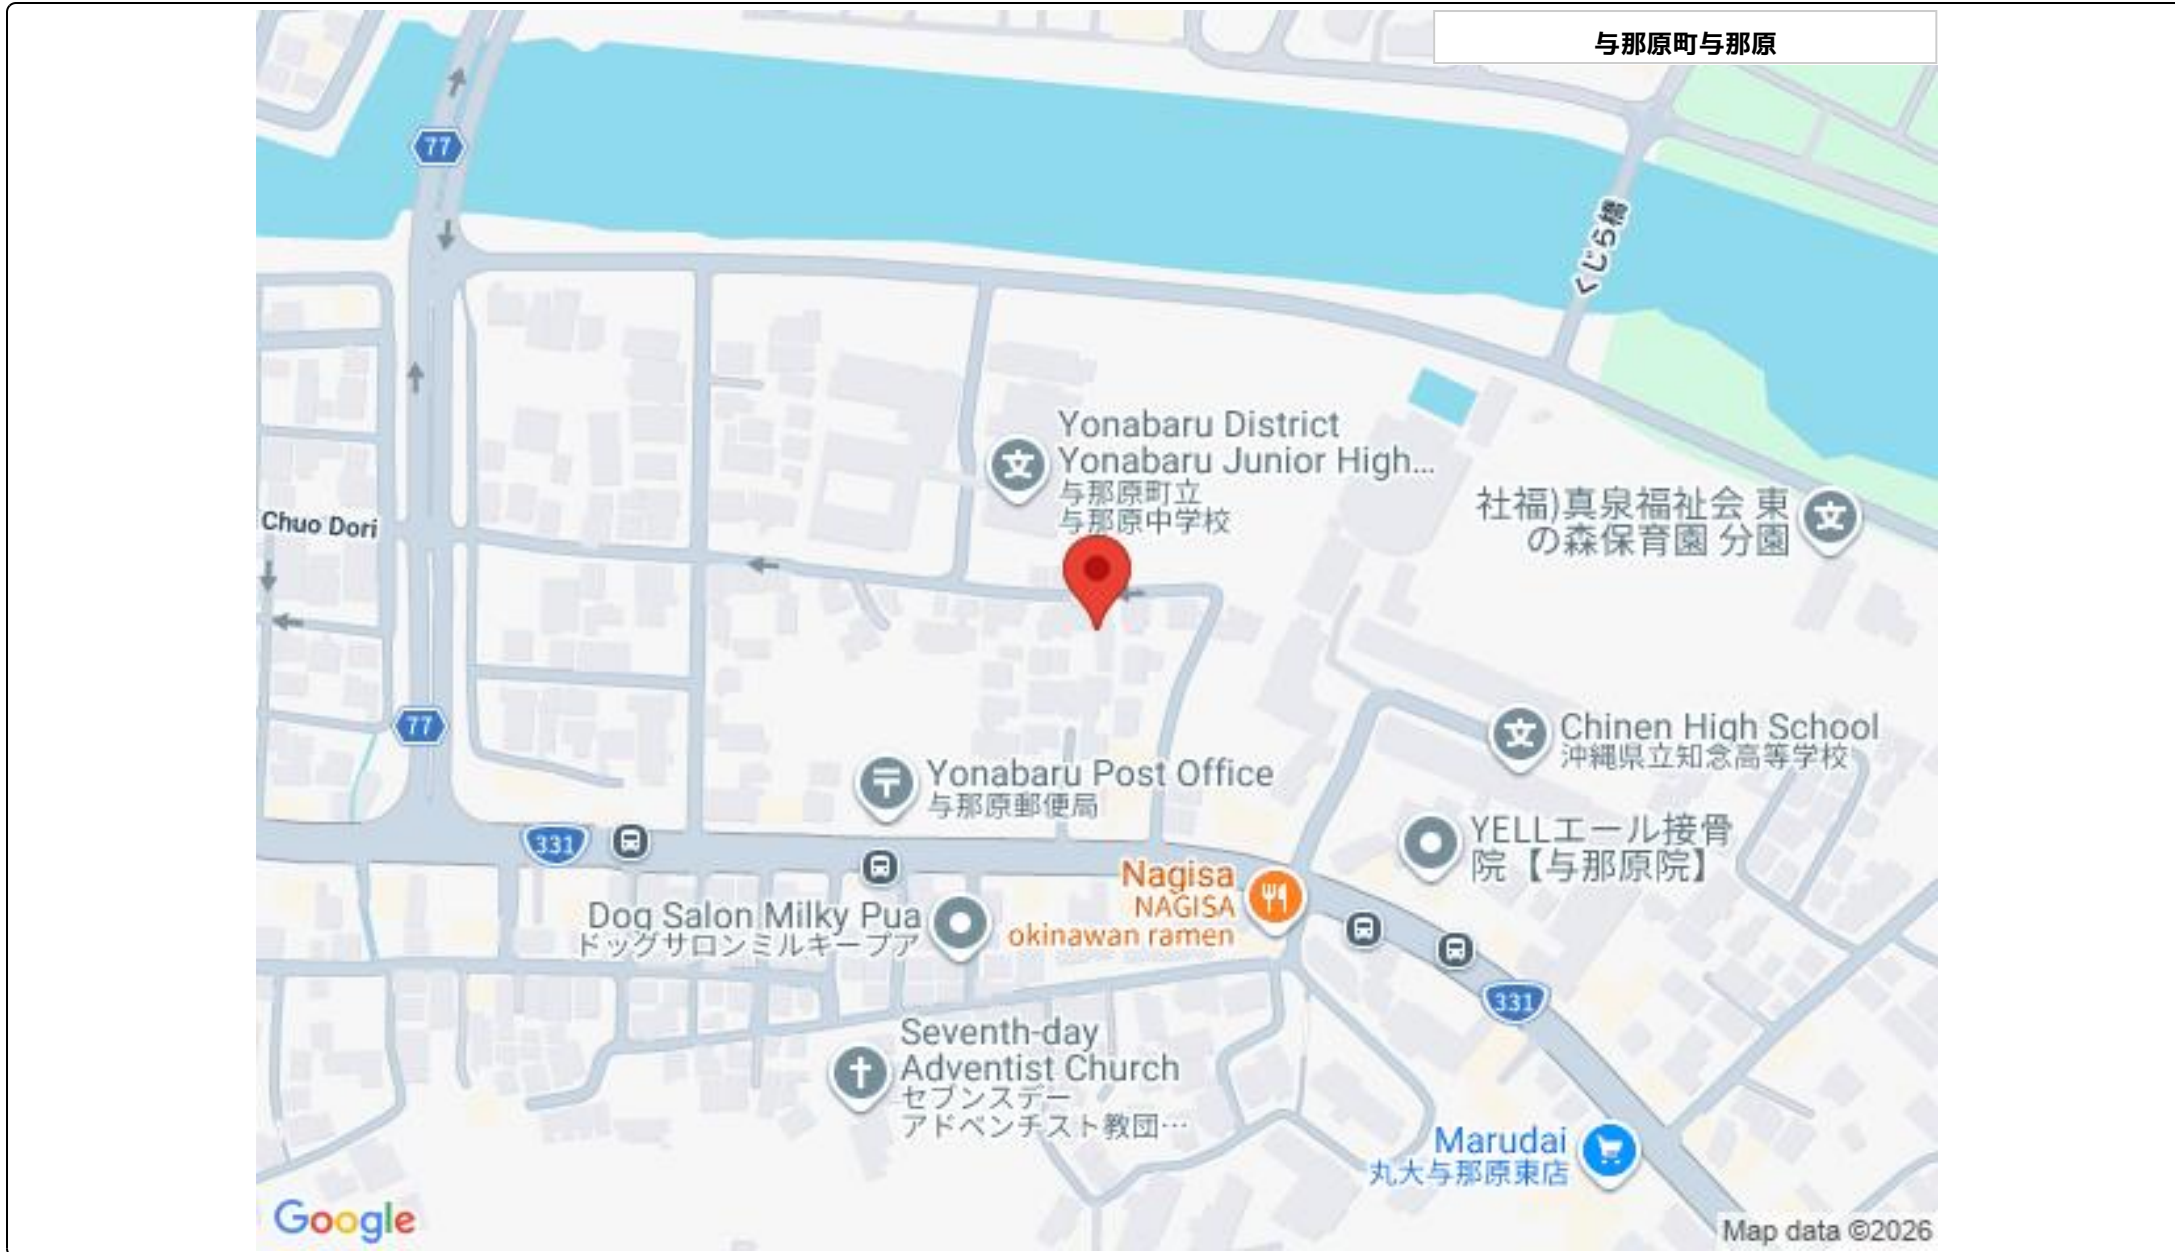 与那原町与那原
77
くじら橋
Yonabaru District
Yonabaru Junior High...
与那原町立
与那原中学校
社福)真泉福祉会 東
の森保育園 分園
Chuo Dori
77
Chinen High School
沖縄県立知念高等学校
Yonabaru Post Office
与那原郵便局
YELLエール接骨
院【与那原院】
331
Nagisa
NAGISA
okinawan ramen
Dog Salon Milky Pua
ドッグサロンミルキープア
331
Seventh-day
Adventist Church
セブンスデー
アドベンチスト教団…
Marudai
丸大与那原東店
Google
Map data ©2026